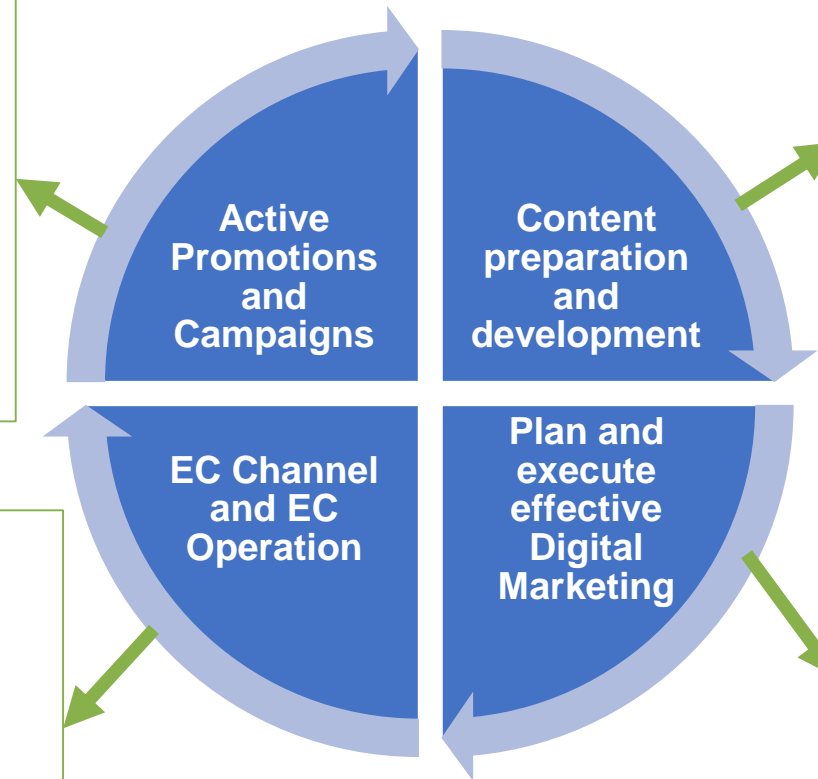 Active
Promotions
and
Campaigns
Content
preparation
and
development
EC Channel
and EC
Operation
Plan and
execute
effective
Digital
Marketing